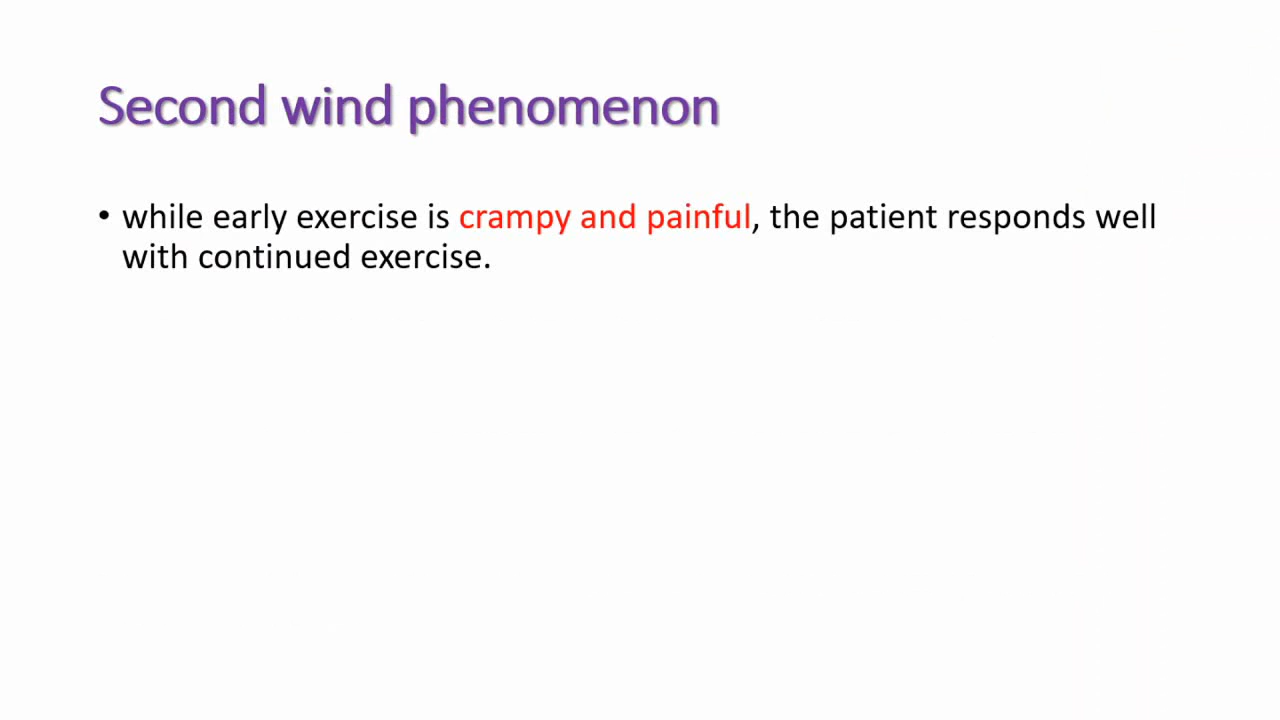 Second wind phenomenon
• while early exercise is crampy and painful, the patient responds well
with continued exercise.